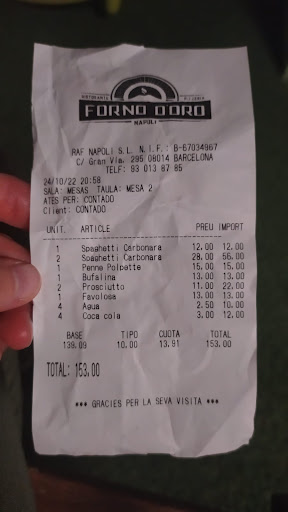 RISTORANTE PIZZERIA
FORNO D'ORO
NAPOLI
RAF NAPOLI S.L. N.I.F.: B-67034967
C/ Gran Vía, 295 08014 BARCELONA
TELF: 93 013 87 85
24/10/22 20:58
SALA: MESAS TAULA: MESA 2
ATES PER: CONTADO
Client: CONTADO
UNIT. ARTICLE PREU IMPORT
1 Spaghetti Carbonara 12.00 12.00
2 Spaghetti Carbonara 28.00 56.00
1 Penne Polpette 15.00 15.00
1 Bufalina 13.00 13.00
2 Prosciutto 11.00 22.00
1 Favolosa 13.00 13.00
4 Agua 2.50 10.00
4 Coca cola 3.00 12.00
BASE TIPO CUOTA TOTAL
139.09 10.00 13.91 153.00
TOTAL: 153.00
*** GRACIES PER LA SEVA VISITA ***